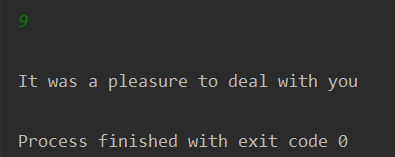 9
It was a pleasure to deal with you
Process finished with exit code 0